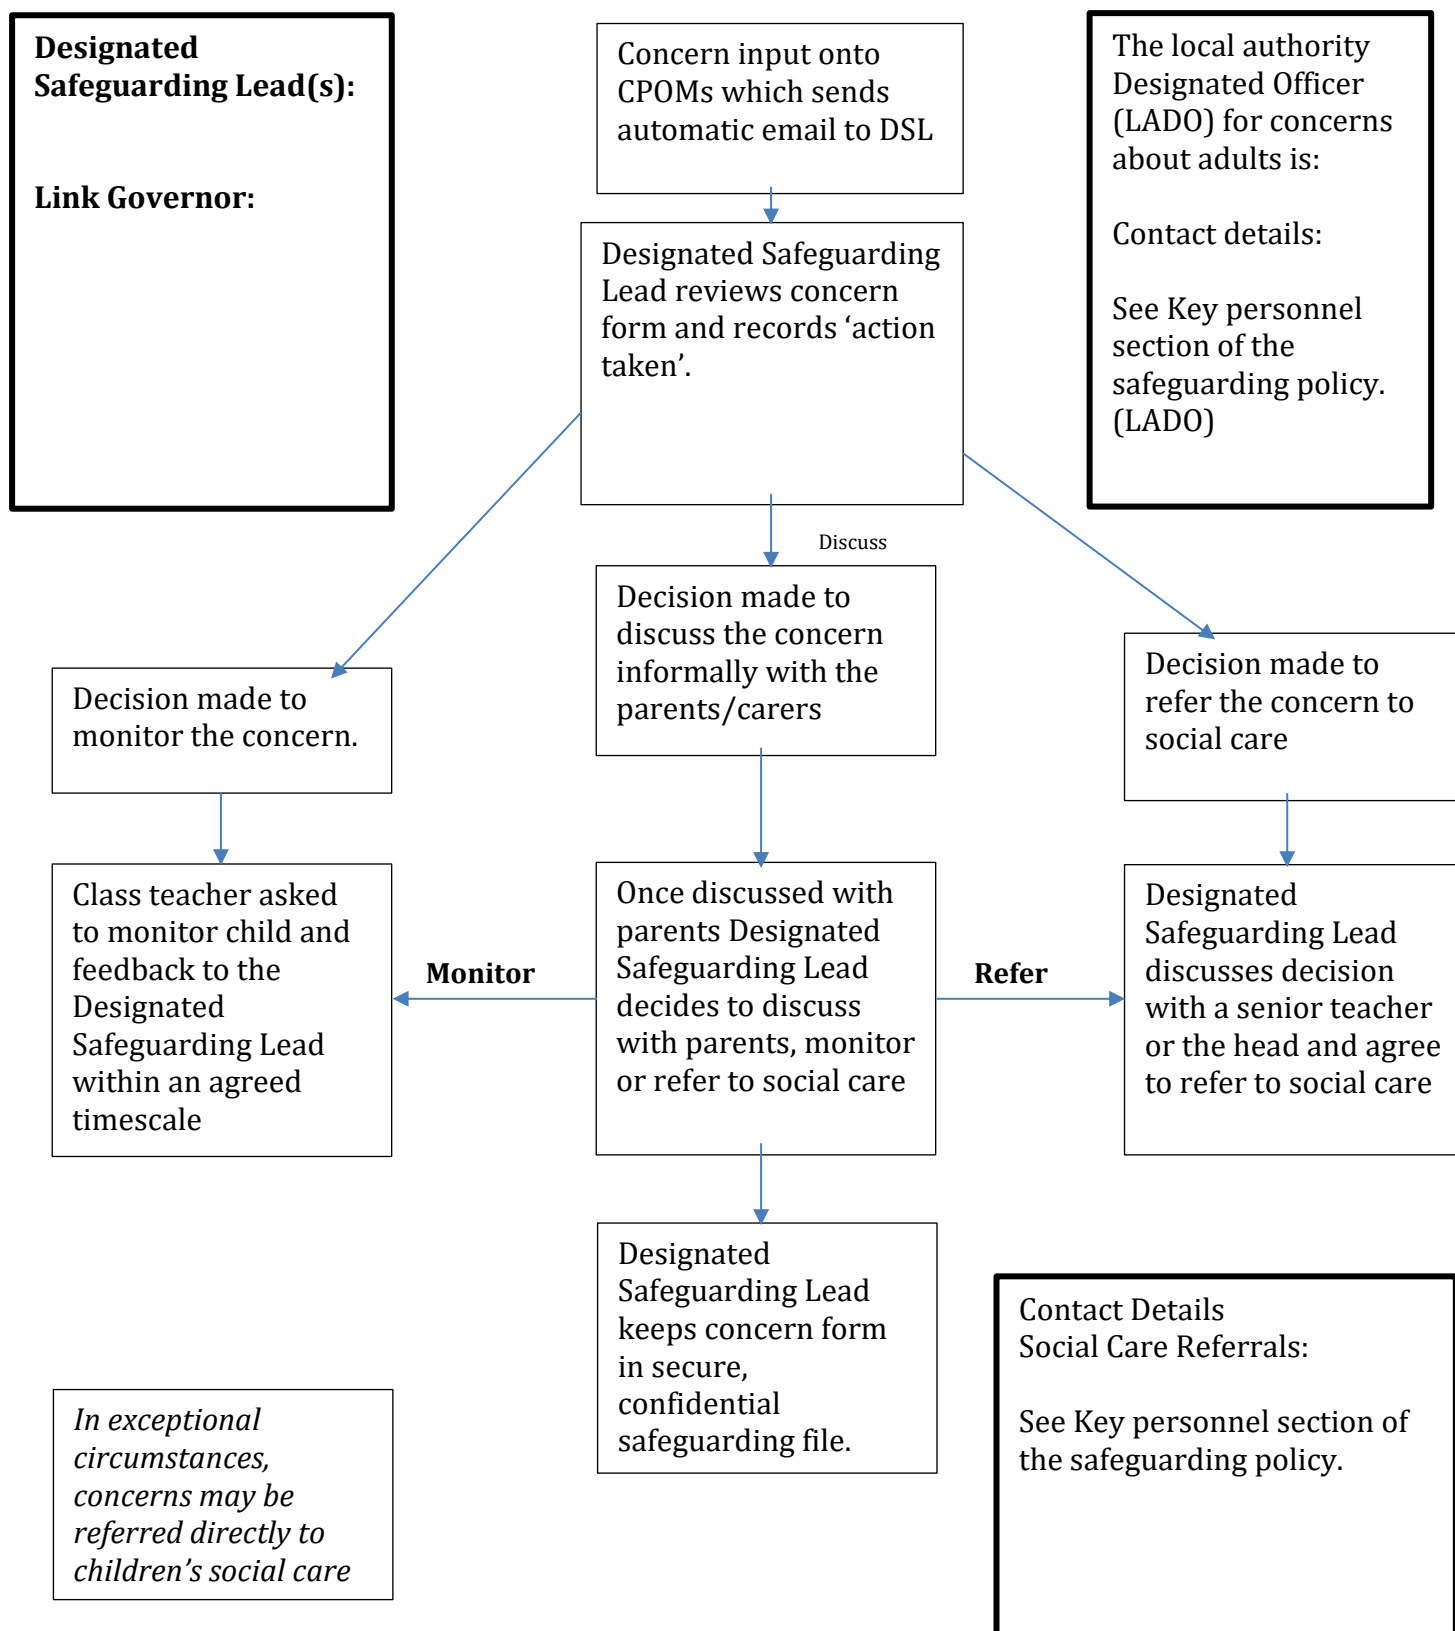 Designated
Safeguarding Lead(s):
Link Governor:
Concern input onto
CPOMs which sends
automatic email to DSL
The local authority
Designated Officer
(LADO) for concerns
about adults is:
Contact details:
See Key personnel
section of the
safeguarding policy.
(LADO)
Designated Safeguarding
Lead reviews concern
form and records ‘action
taken’.
Discuss
Decision made to
monitor the concern.
Decision made to
discuss the concern
informally with the
parents/carers
Decision made to
refer the concern to
social care
Class teacher asked
to monitor child and
feedback to the
Designated
Safeguarding Lead
within an agreed
timescale
Monitor
Once discussed with
parents Designated
Safeguarding Lead
decides to discuss
with parents, monitor
or refer to social care
Refer
Designated
Safeguarding Lead
discusses decision
with a senior teacher
or the head and agree
to refer to social care
Designated
Safeguarding Lead
keeps concern form
in secure,
confidential
safeguarding file.
In exceptional
circumstances,
concerns may be
referred directly to
children’s social care
Contact Details
Social Care Referrals:
See Key personnel section of
the safeguarding policy.